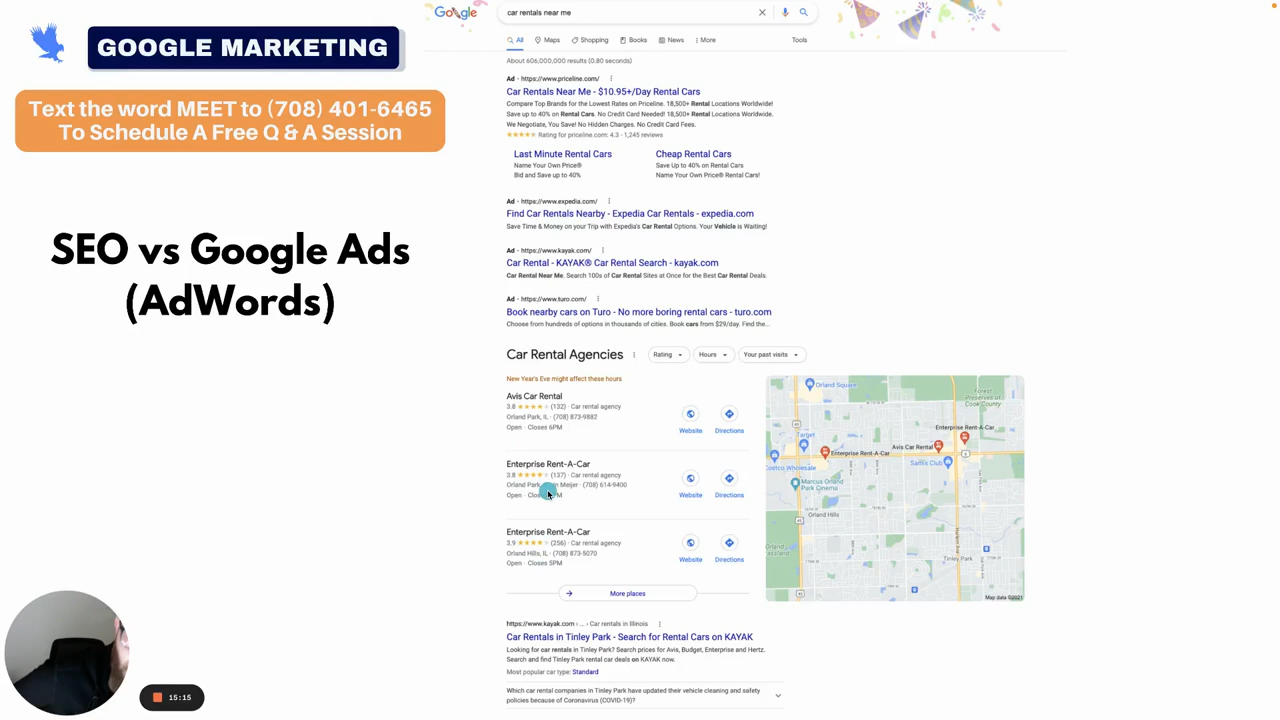 GOOGLE MARKETING
Text the word MEET to (708) 401-6465
To Schedule A Free Q & A Session
SEO vs Google Ads
(AdWords)
15:15
Google
car rentals near me
All
Maps
Shopping
Books
News
More
Tools
About 606,000,000 results (0.80 seconds)
Ad · https://www.priceline.com/
Car Rentals Near Me - $10.95+/Day Rental Cars
Compare Top Brands for the Lowest Rates on Priceline. 18,500+ Rental Locations Worldwide!
Save up to 40% on Rental Cars. No Credit Card Needed! 18,500+ Rental Locations Worldwide.
We Negotiate, You Save! No Hidden Charges. No Credit Card Fees.
Rating for priceline.com: 4.3 · 1,245 reviews
Last Minute Rental Cars
Name Your Own Price®
Bid and Save up to 40%
Cheap Rental Cars
Save Up to 40% on Rental Cars
Name Your Own Price® Rental Cars!
Ad · https://www.expedia.com/
Find Car Rentals Nearby - Expedia Car Rentals - expedia.com
Save Time & Money on your Trip with Expedia's Car Rental Options. Your Vehicle is Waiting!
Ad · https://www.kayak.com/
Car Rental - KAYAK® Car Rental Search - kayak.com
Car Rental Near Me. Search 100s of Car Rental Sites at Once for the Best Car Rental Deals.
Ad · https://www.turo.com/
Book nearby cars on Turo - No more boring rental cars - turo.com
Choose from hundreds of options in thousands of cities. Book cars from $29/day. Find the...
Car Rental Agencies
Rating
Hours
Your past visits
New Year's Eve might affect these hours
Avis Car Rental
3.8 (132) · Car rental agency
Orland Park, IL · (708) 873-9882
Open · Closes 6PM
Website
Directions
Enterprise Rent-A-Car
3.8 (137) · Car rental agency
Orland Park, Meijer · (708) 614-9400
Open
Website
Directions
Enterprise Rent-A-Car
3.9 (256) · Car rental agency
Orland Hills, IL · (708) 873-5070
Open · Closes 5PM
Website
Directions
More places
Orland Square
Forest
Preserves of
Cook County
Target
Enterprise Rent-A-Car
Avis Car Rental
Enterprise Rent-A-Car
Costco Wholesale
Sam's Club
Marcus Orland
Park Cinema
Orland Hills
Orland
Tinley Park
Map data ©2021
https://www.kayak.com › ... › Car rentals in Illinois
Car Rentals in Tinley Park - Search for Rental Cars on KAYAK
Looking for car rentals in Tinley Park? Search prices for Avis, Budget, Enterprise and Hertz.
Search and find Tinley Park rental car deals on KAYAK now.
Most popular car type: Standard
Which car rental companies in Tinley Park have updated their vehicle cleaning and safety
policies because of Coronavirus (COVID-19)?